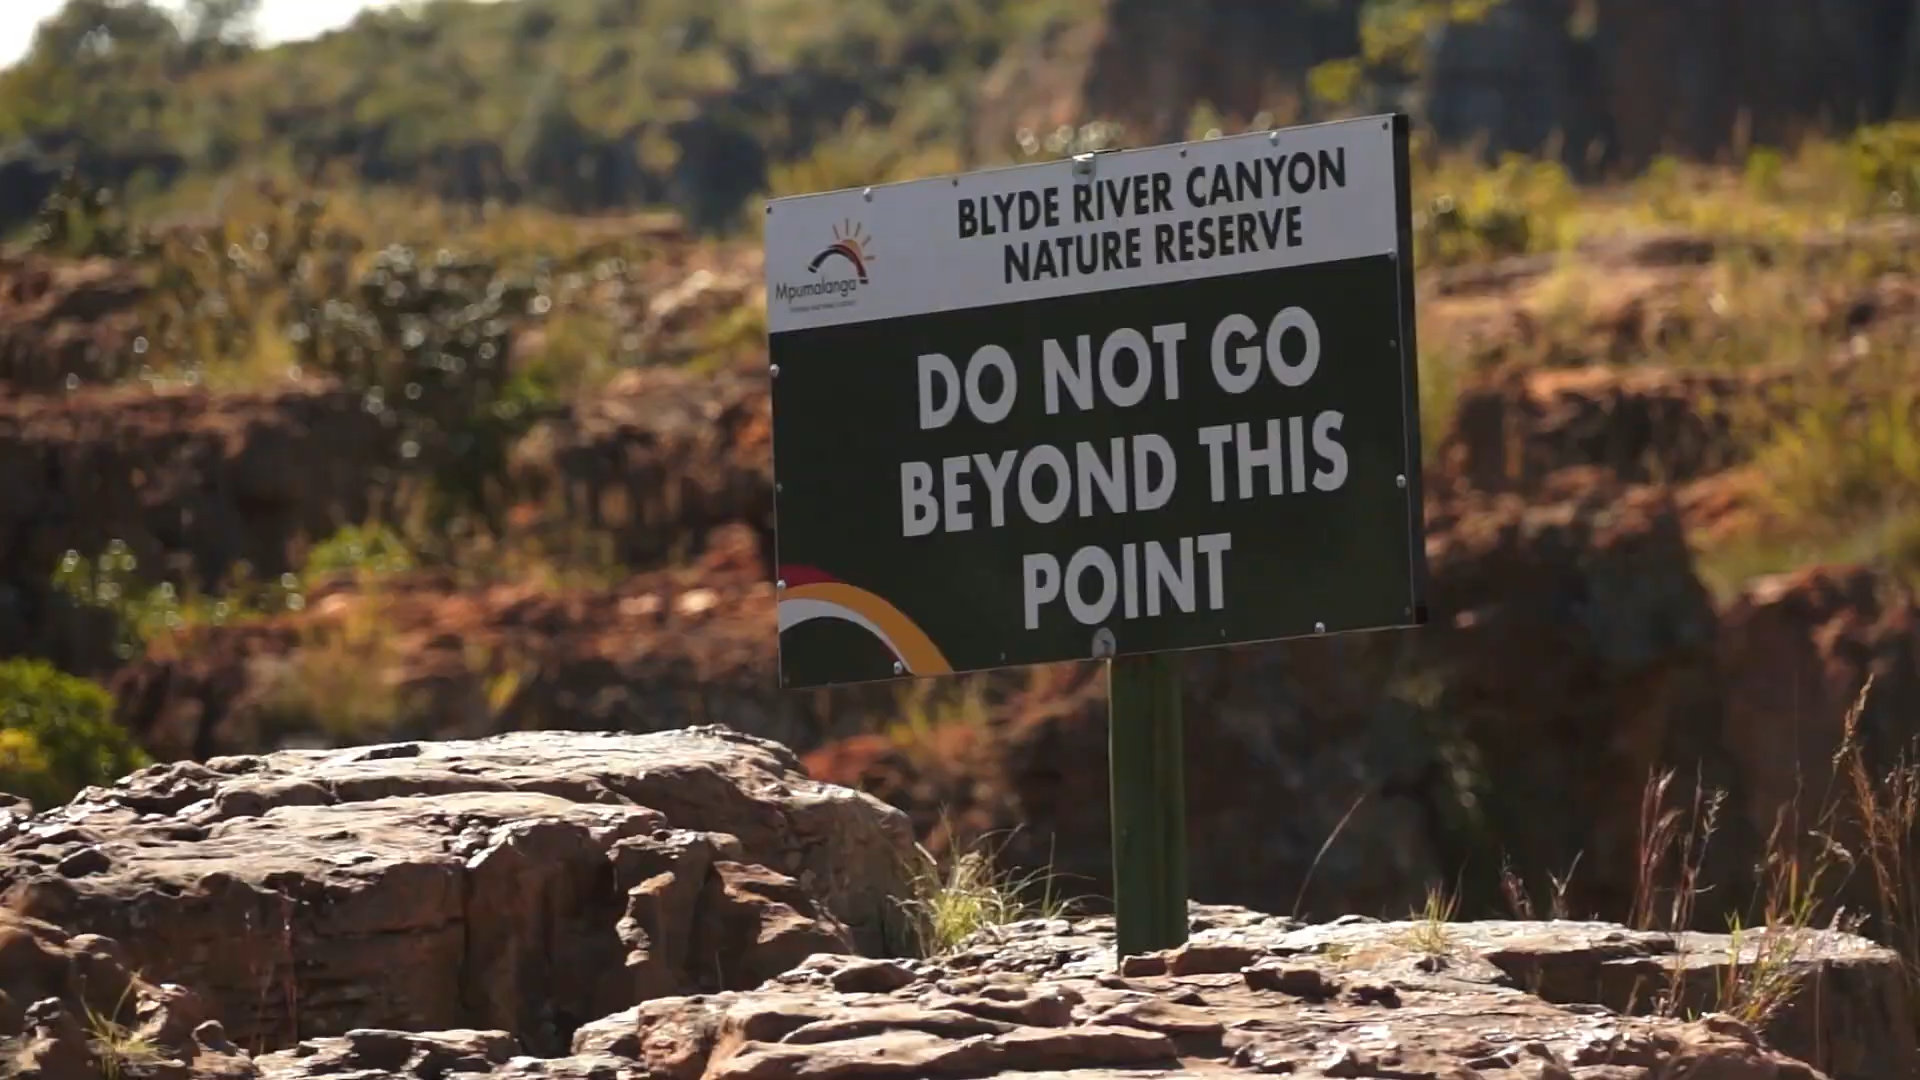 BLYDE RIVER CANYON
NATURE RESERVE
Mpumalanga
DO NOT GO
BEYOND THIS
POINT